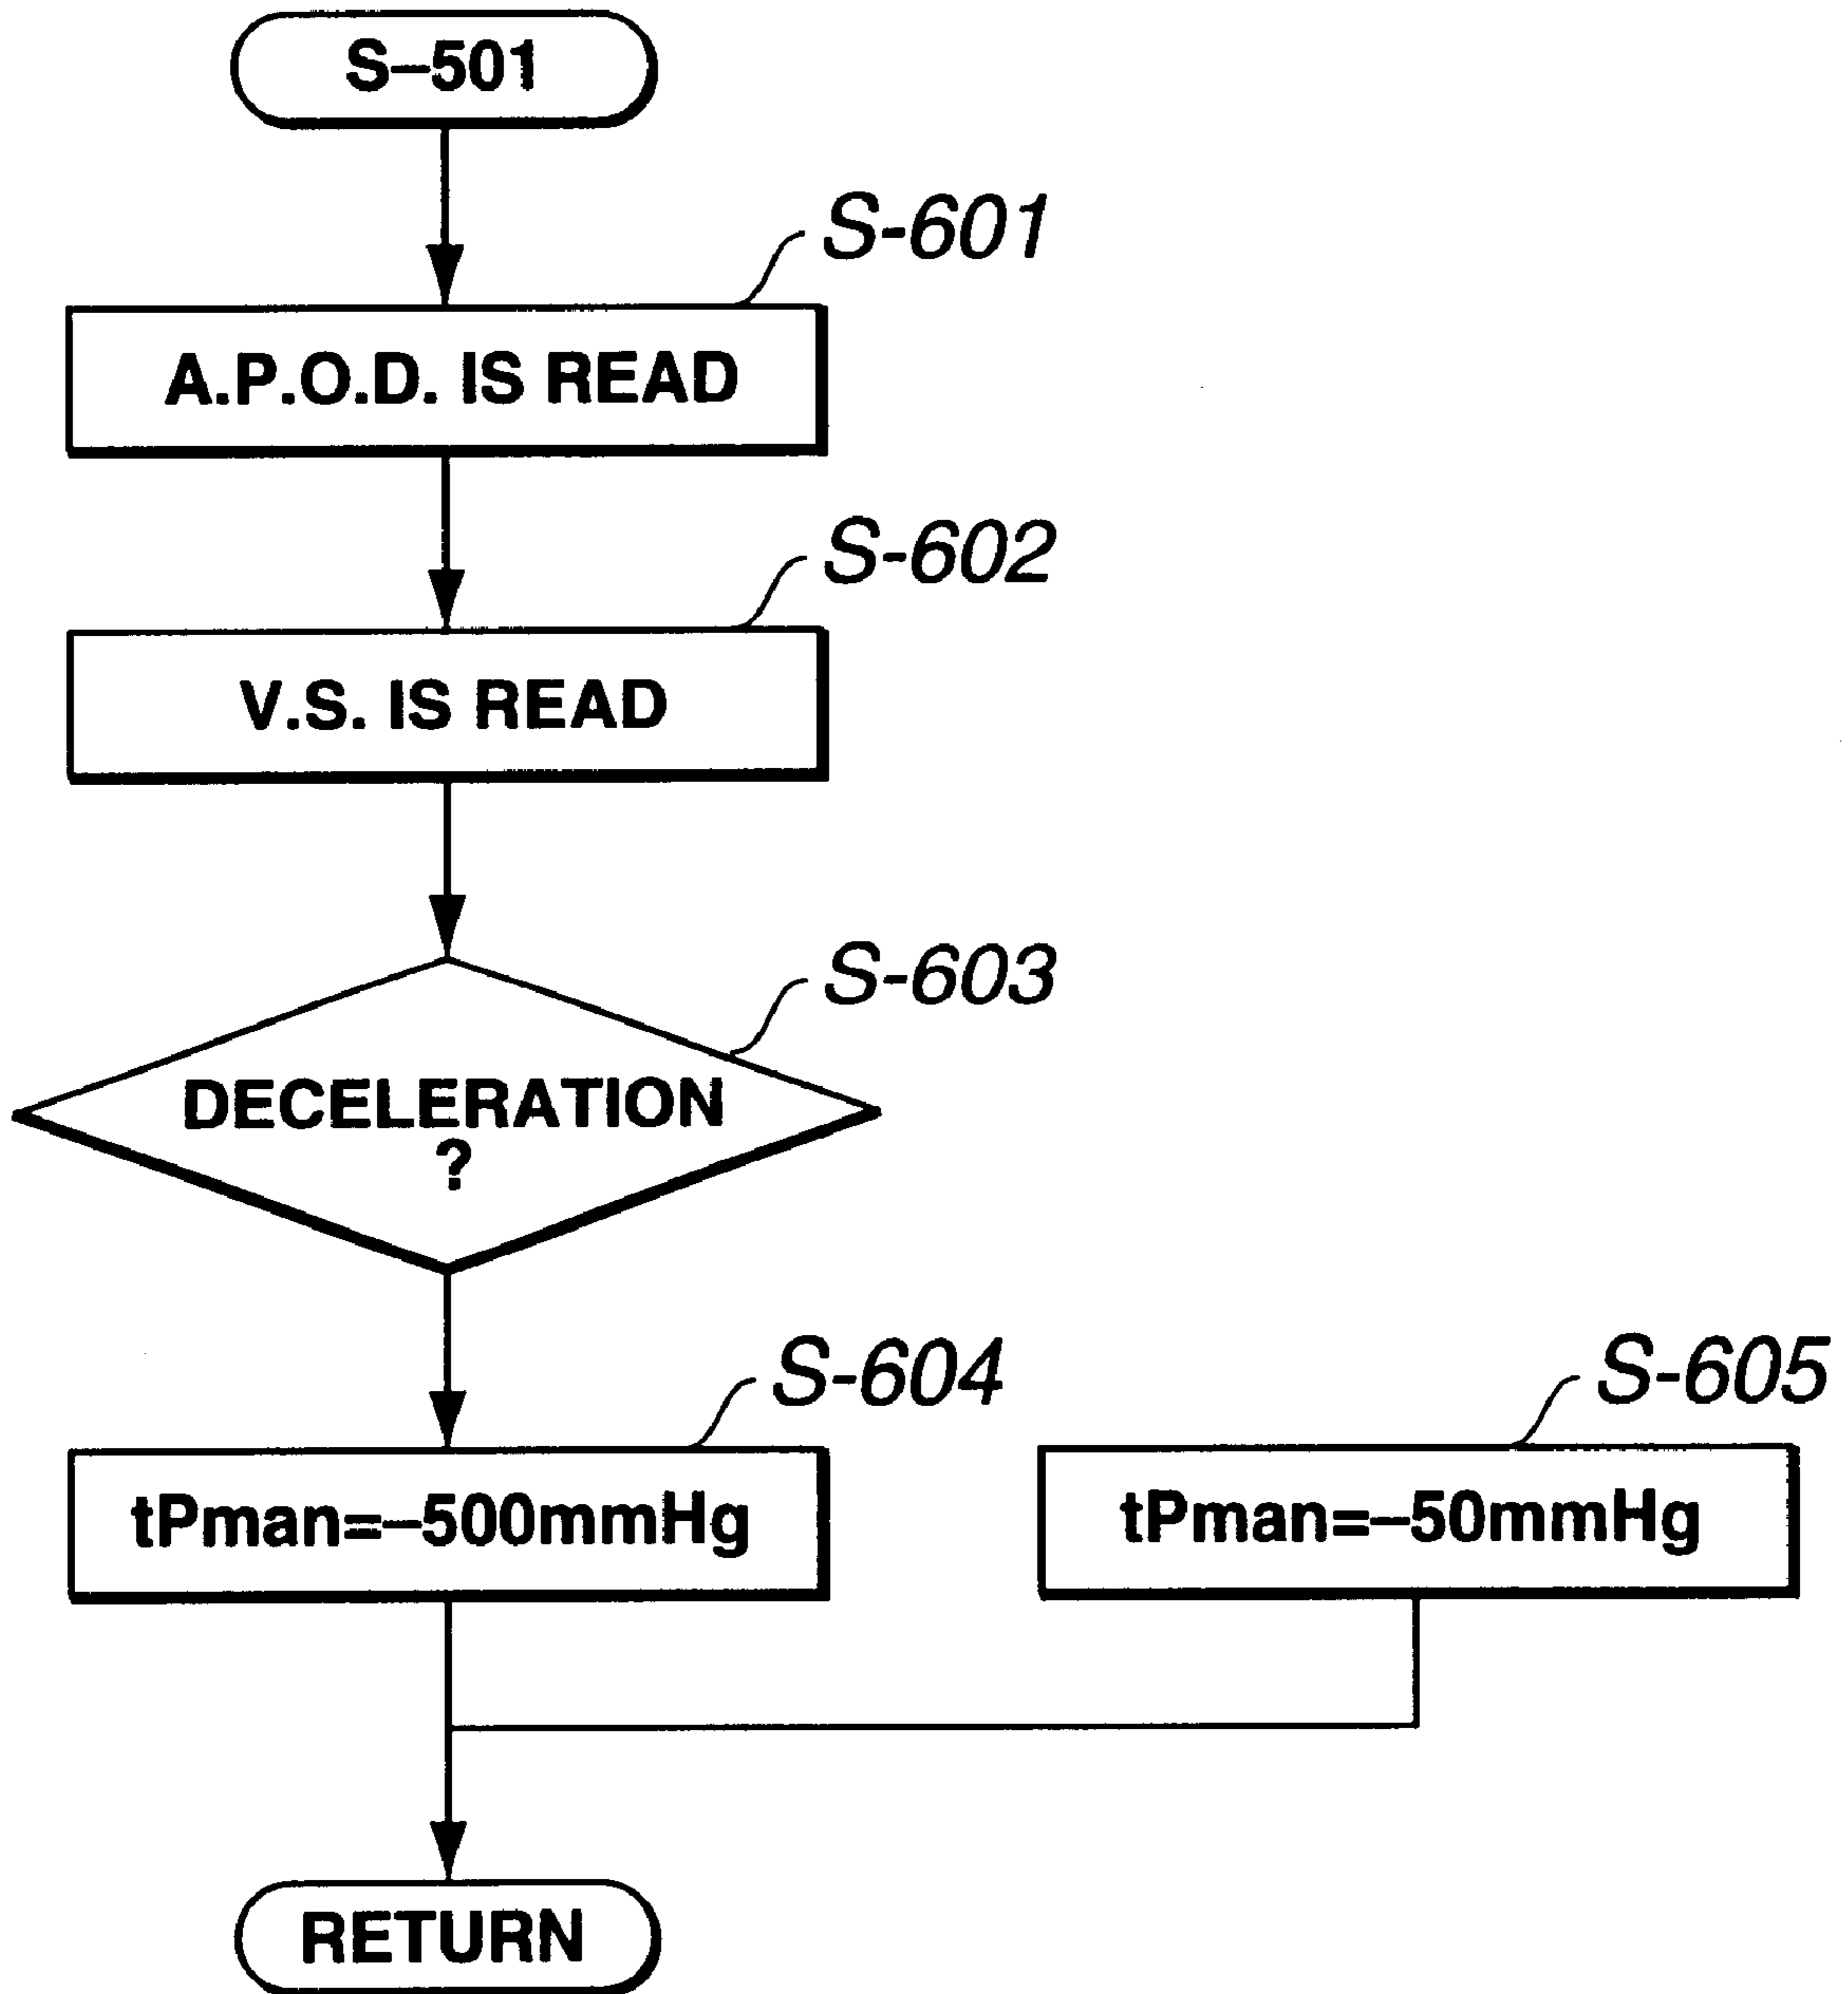 S–501
S-601
A.P.O.D. IS READ
S-602
V.S. IS READ
S-603
DECELERATION
?
S-604
tPman=–500mmHg
S-605
tPman=–50mmHg
RETURN